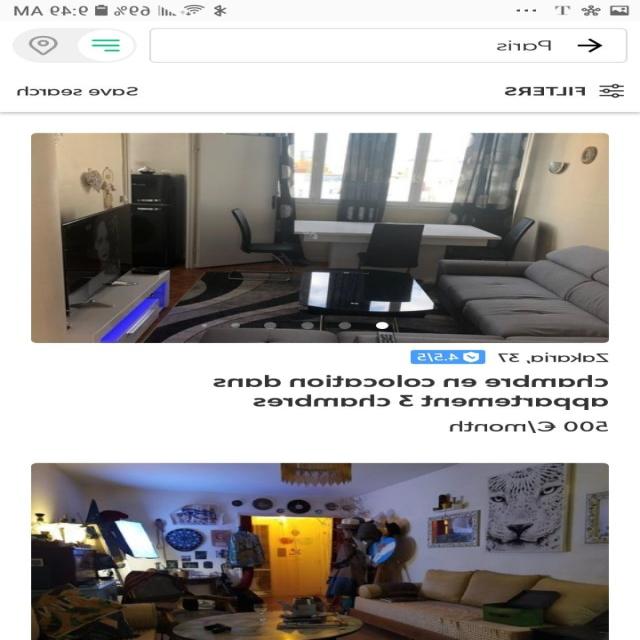 9:49 AM 69%
Paris
FILTERS Save search
Zakaria, 37 4.5/5
chambre en colocation dans
appartement 3 chambres
500 €/month